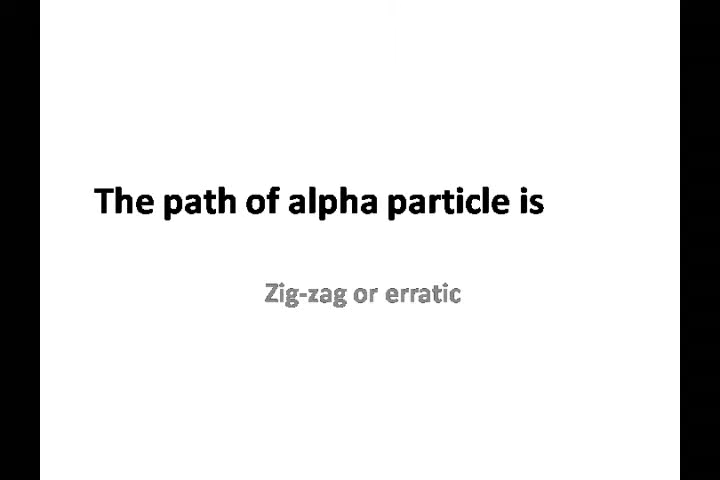 The path of alpha particle is
Zig-zag or erratic